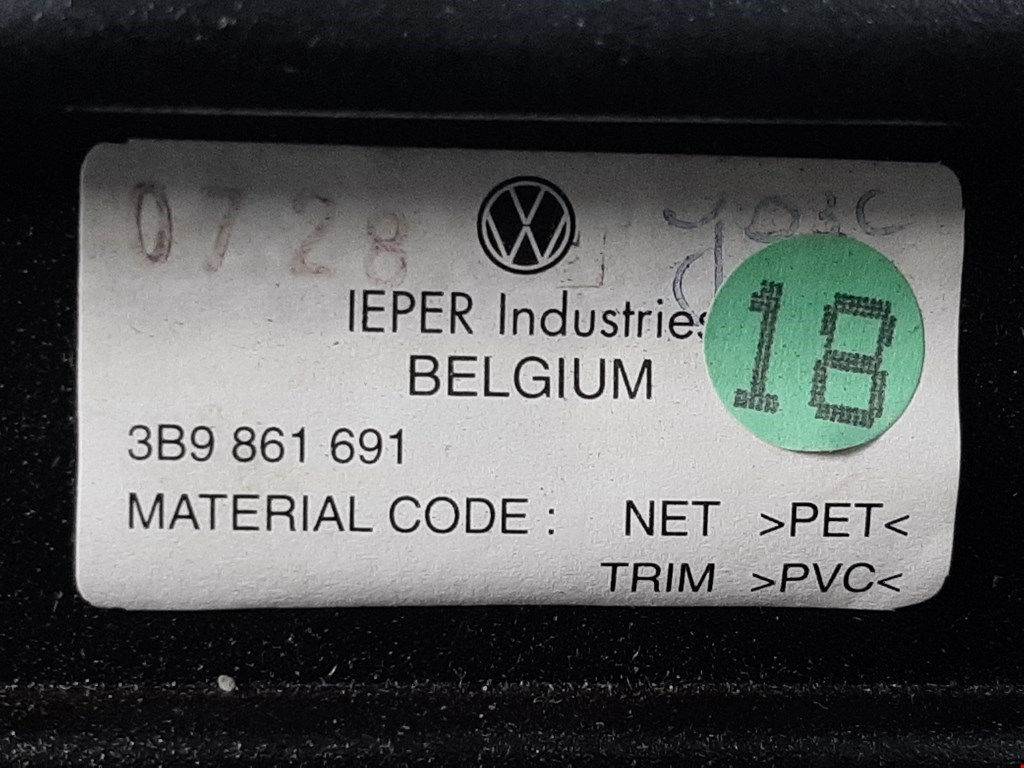 0728
IEPER Industries
BELGIUM
18
3B9 861 691
MATERIAL CODE : NET >PET<
TRIM >PVC<